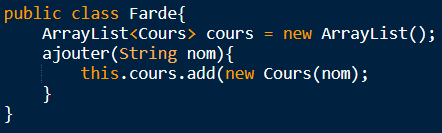 public class Farde{
    ArrayList<Cours> cours = new ArrayList();
    ajouter(String nom){
        this.cours.add(new Cours(nom);
    }
}